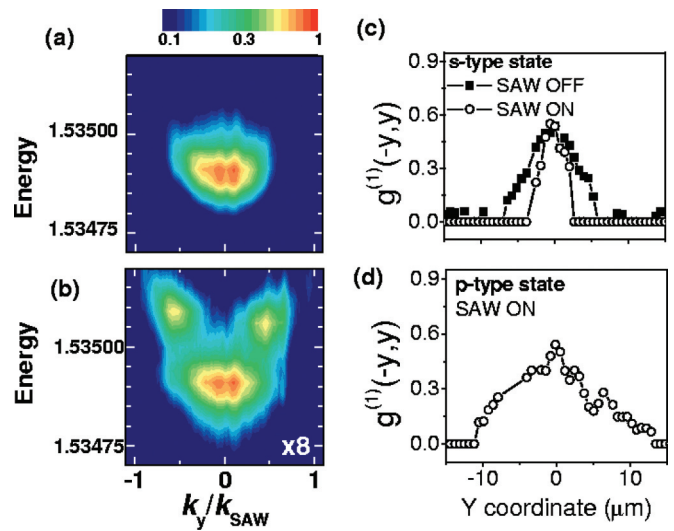 (a)
0.1 0.3 1
Energy
1.53500
1.53475
(b)
Energy
1.53500
1.53475
x8
-1 0 1
k_y/k_SAW
(c)
0.9
0.6
0.3
0.0
g^(1)(-y,y)
s-type state
SAW OFF
SAW ON
(d)
0.9
0.6
0.3
0.0
g^(1)(-y,y)
p-type state
SAW ON
-10 0 10
Y coordinate (μm)